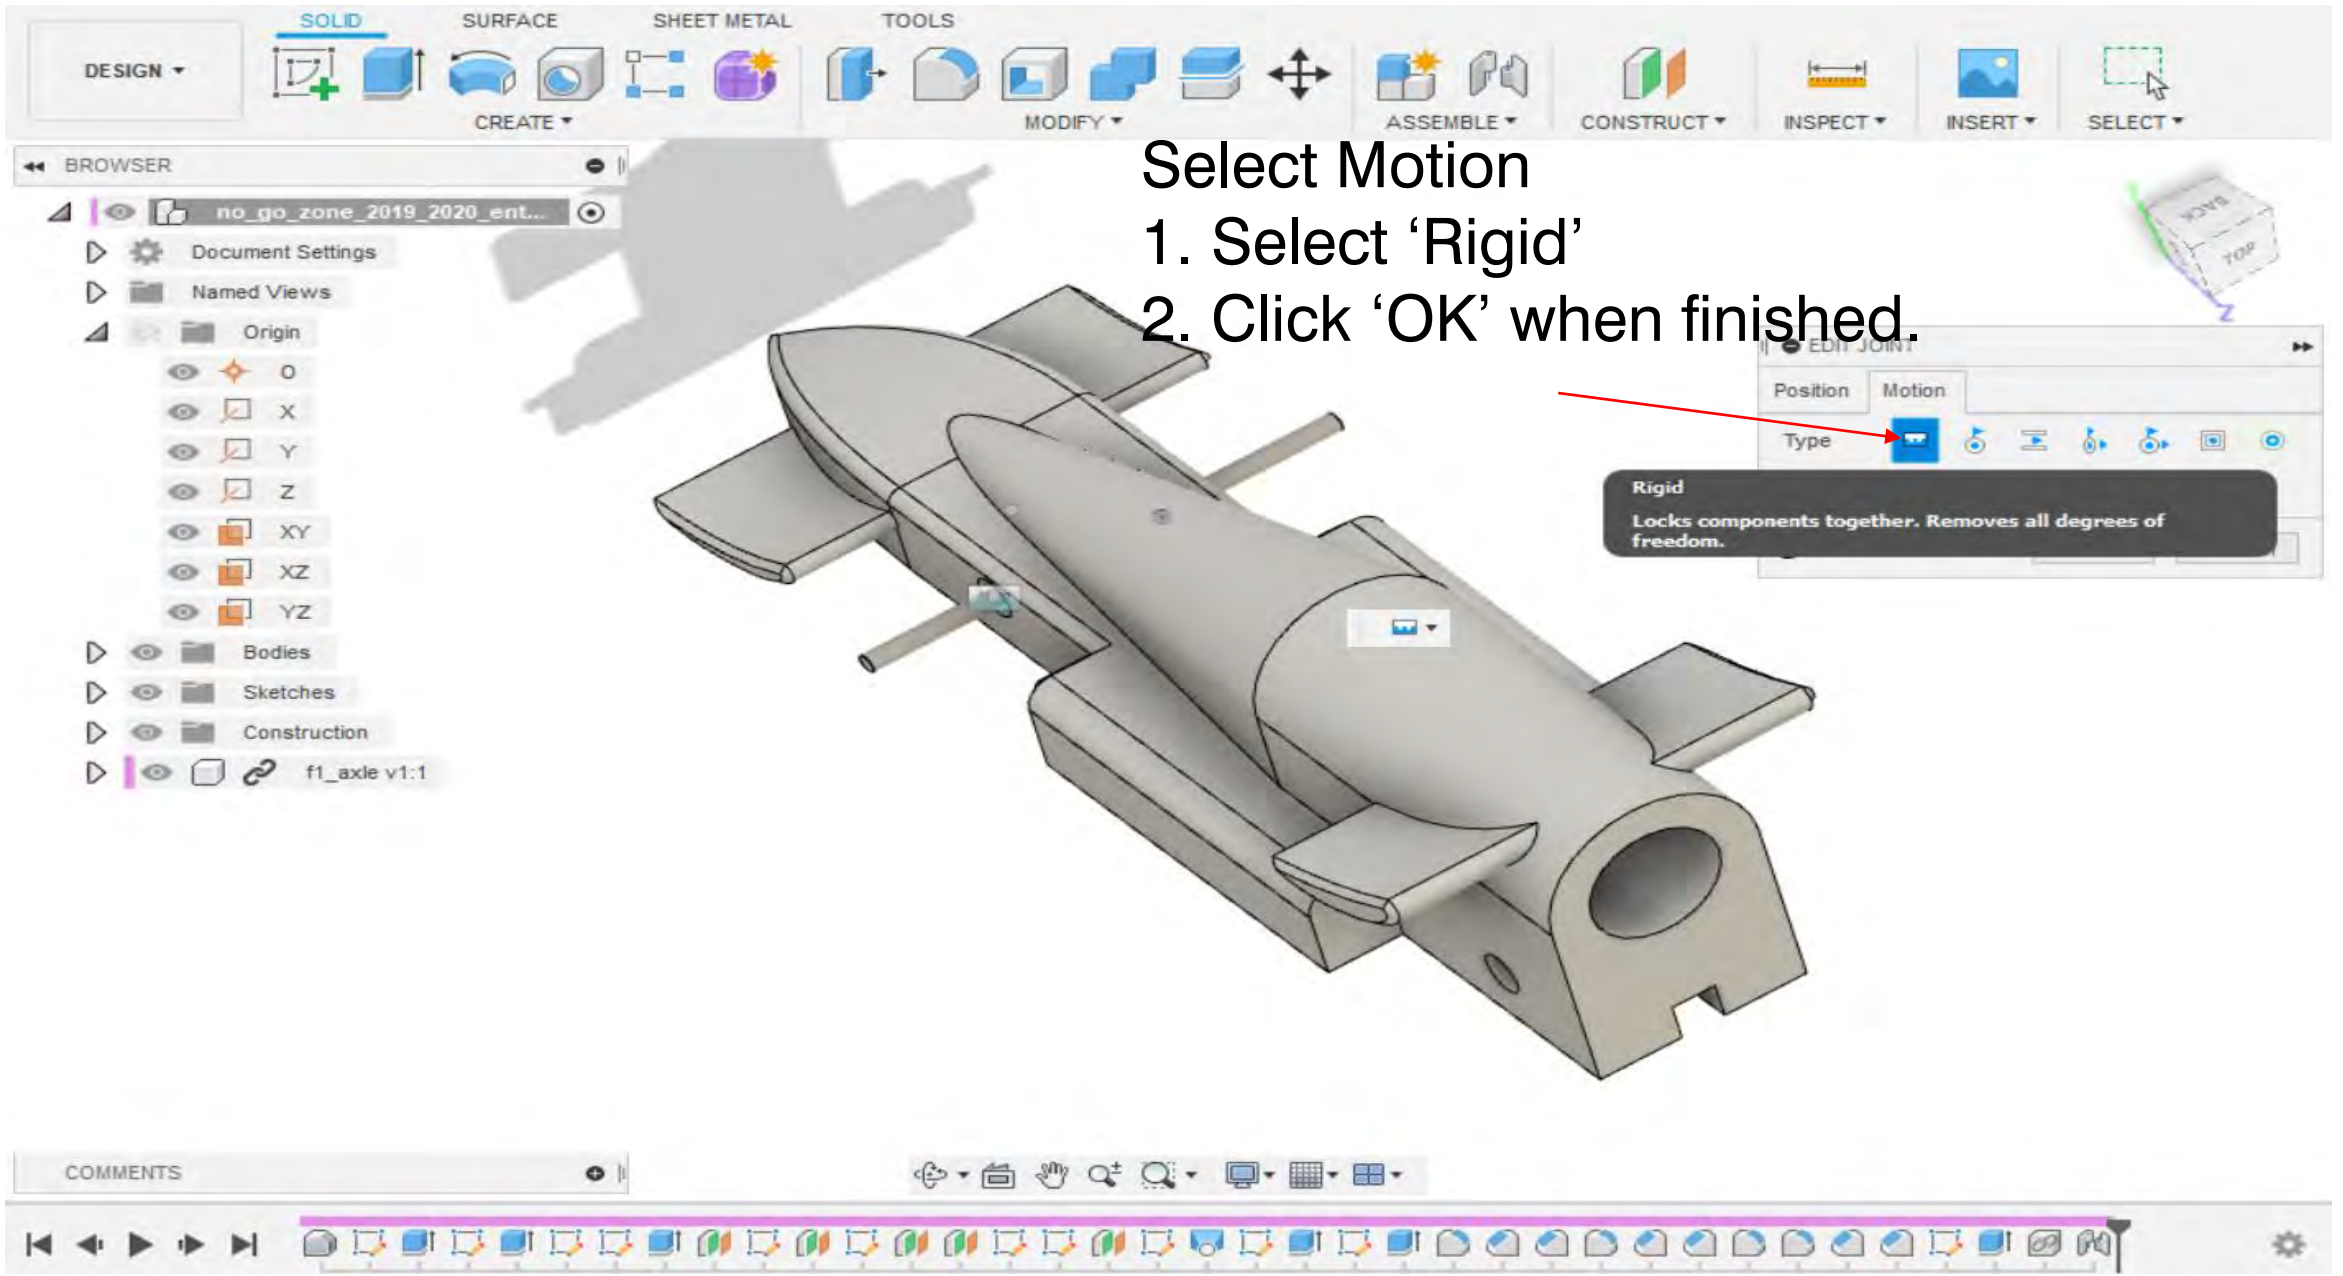 SOLID SURFACE SHEET METAL TOOLS
DESIGN
CREATE MODIFY ASSEMBLE CONSTRUCT INSPECT INSERT SELECT
BROWSER
no_go_zone_2019_2020_ent...
Document Settings
Named Views
Origin
O
X
Y
Z
XY
XZ
YZ
Bodies
Sketches
Construction
f1_axle v1:1
Select Motion
1. Select ‘Rigid’
2. Click ‘OK’ when finished.
BACK
TOP
Z
EDIT JOINT
Position Motion
Type
Rigid
Locks components together. Removes all degrees of
freedom.
COMMENTS